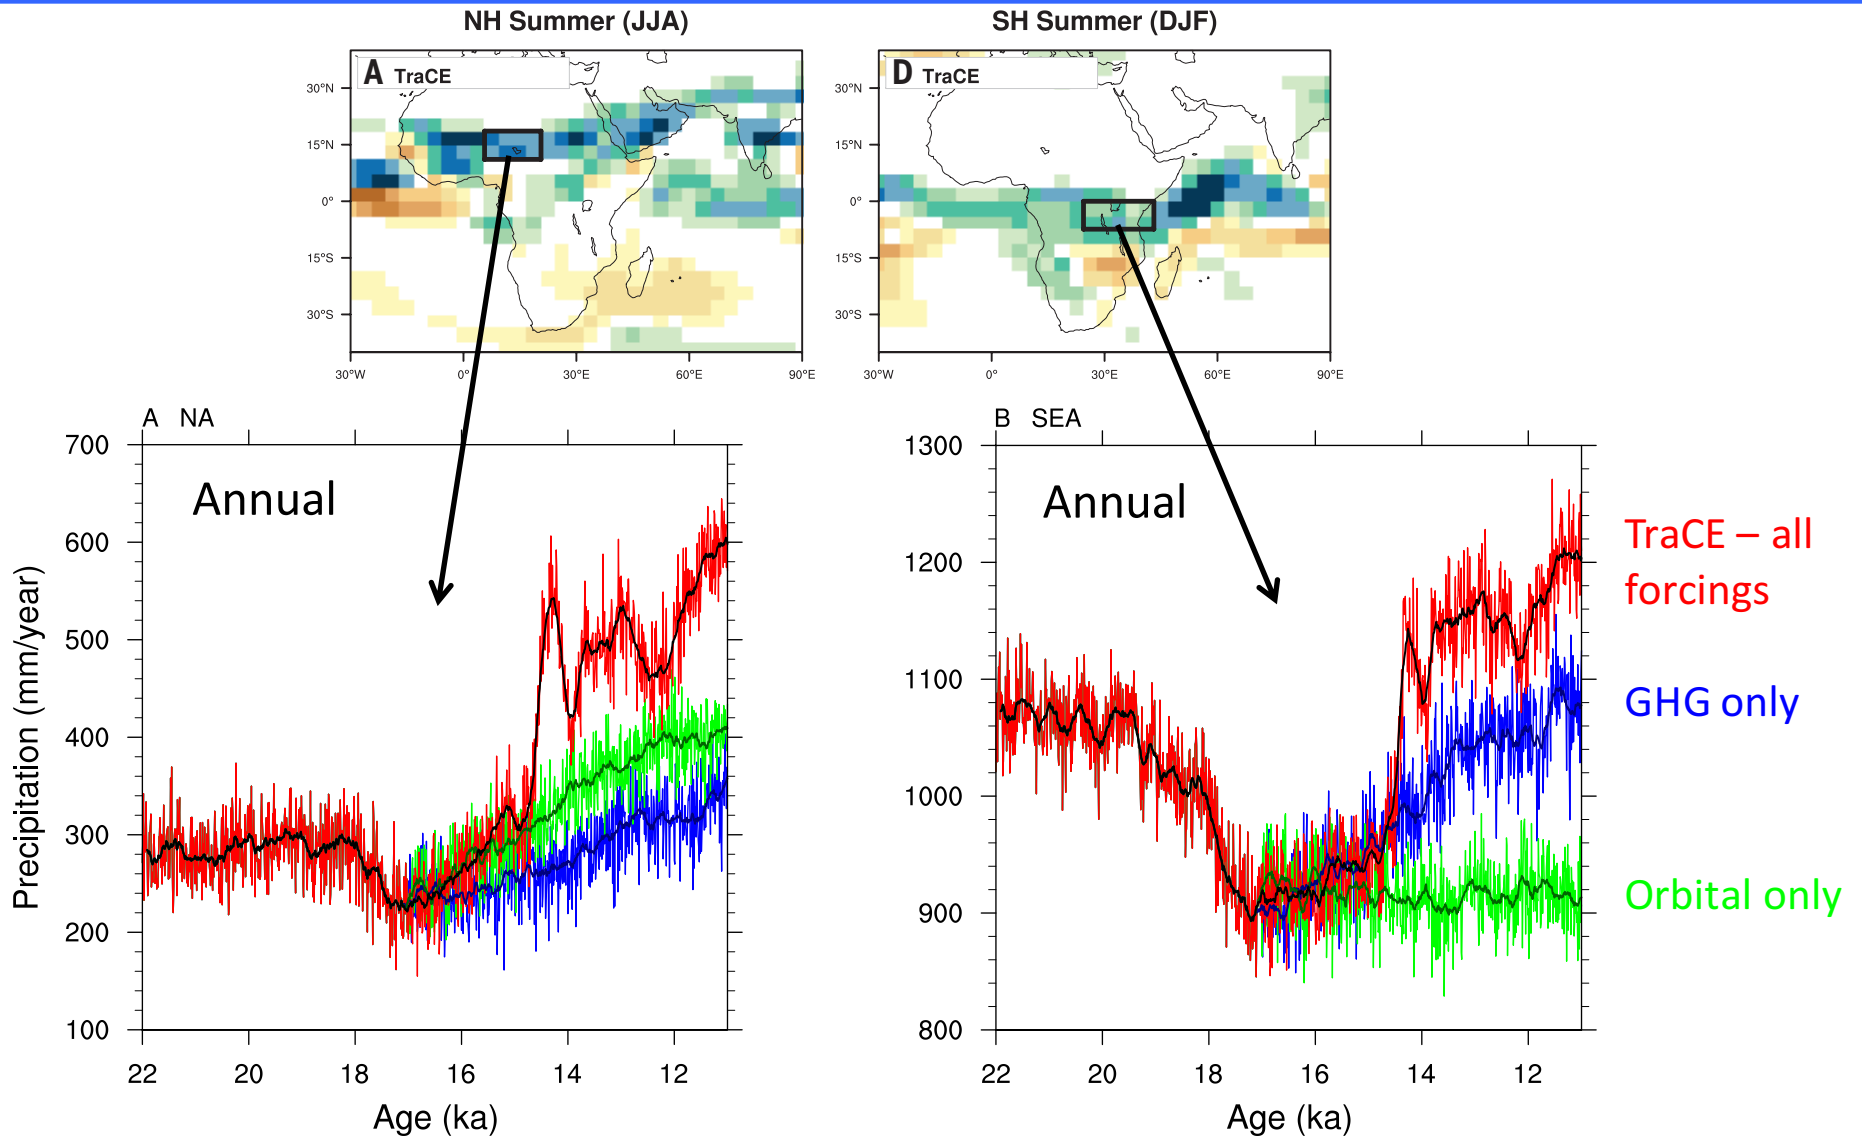 NH Summer (JJA)
SH Summer (DJF)
A TraCE
30°N
15°N
0°
15°S
30°S
30°W 0° 30°E 60°E 90°E
D TraCE
30°N
15°N
0°
15°S
30°S
30°W 0° 30°E 60°E 90°E
A NA
Annual
Precipitation (mm/year)
700
600
500
400
300
200
100
22 20 18 16 14 12
Age (ka)
B SEA
Annual
1300
1200
1100
1000
900
800
22 20 18 16 14 12
Age (ka)
TraCE – all
forcings
GHG only
Orbital only